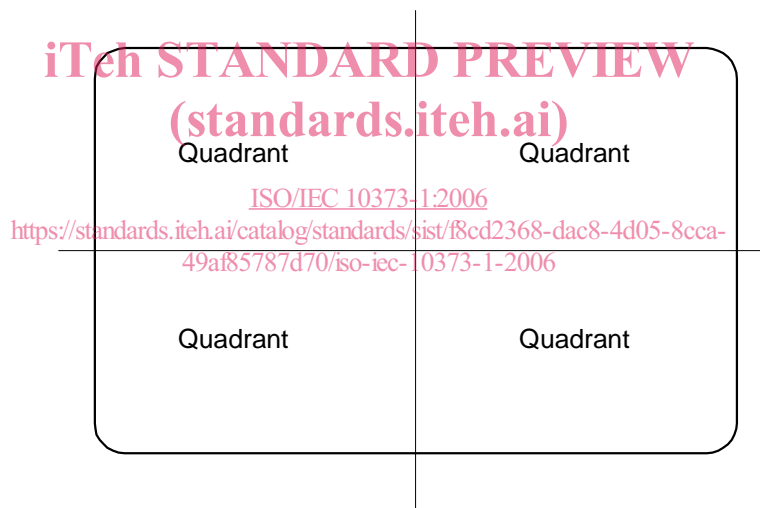 iTeh STANDARD PREVIEW
(standards.iteh.ai)
Quadrant Quadrant
ISO/IEC 10373-1:2006
https://standards.iteh.ai/catalog/standards/sist/f8cd2368-dac8-4d05-8cca-
49af85787d70/iso-iec-10373-1-2006
Quadrant Quadrant